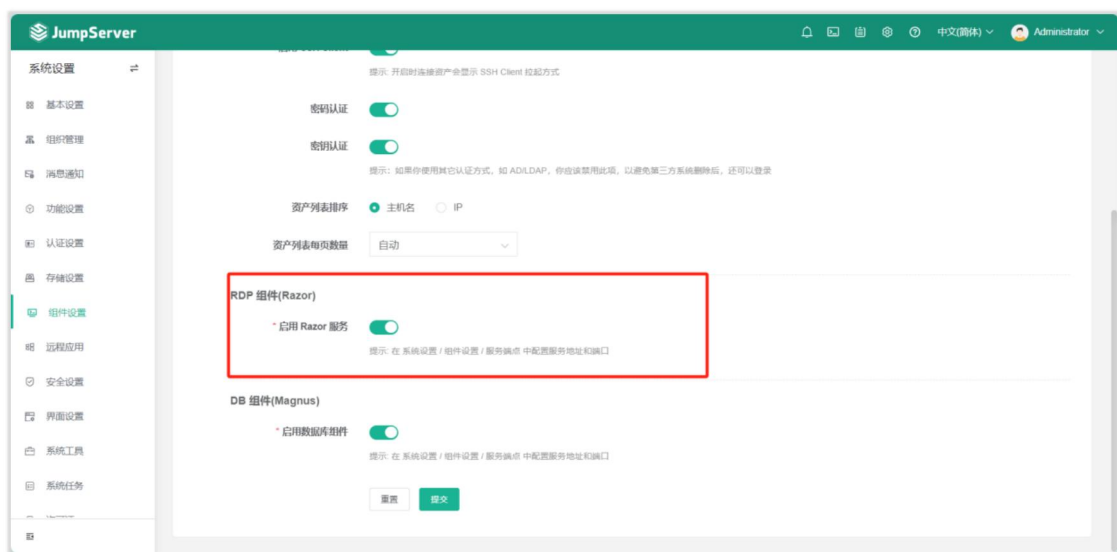 JumpServer
中文(简体)
Administrator
系统设置
基本设置
组织管理
消息通知
功能设置
认证设置
存储设置
组件设置
远程应用
安全设置
界面设置
系统工具
系统任务
提示: 开启时连接资产会显示 SSH Client 拉起方式
密码认证
密钥认证
提示：如果你使用其它认证方式，如 AD/LDAP，你应该禁用此项，以避免第三方系统删除后，还可以登录
资产列表排序 主机名 IP
资产列表每页数量 自动
RDP 组件(Razor)
* 启用 Razor 服务
提示: 在 系统设置 / 组件设置 / 服务端点 中配置服务地址和端口
DB 组件(Magnus)
* 启用数据库组件
提示: 在 系统设置 / 组件设置 / 服务端点 中配置服务地址和端口
重置 提交